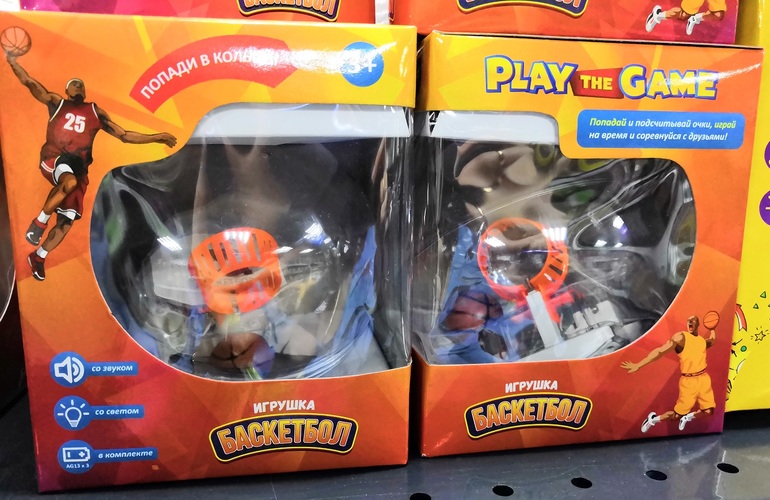 БАСКЕТБОЛ
БАСКЕТБОЛ
ПОПАДИ В КОЛЬЦО
3+
25
со звуком
со светом
в комплекте
AG13 x 3
ИГРУШКА
БАСКЕТБОЛ
PLAY THE GAME
Попадай и подсчитывай очки, играй
на время и соревнуйся с друзьями!
ИГРУШКА
БАСКЕТБОЛ